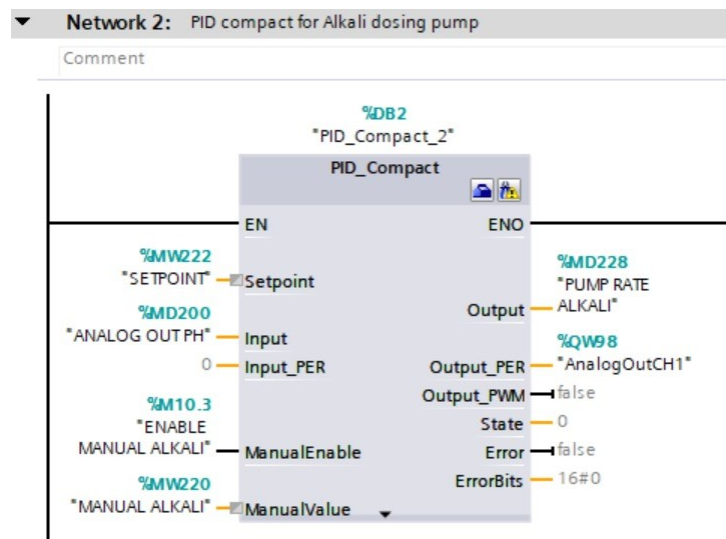 Network 2: PID compact for Alkali dosing pump
Comment
%DB2
"PID_Compact_2"
PID_Compact
EN ENO
%MW222
"SETPOINT" Setpoint
%MD200
"ANALOG OUT PH" Input
0 Input_PER
%M10.3
"ENABLE
MANUAL ALKALI" ManualEnable
%MW220
"MANUAL ALKALI" ManualValue
%MD228
"PUMP RATE
Output ALKALI"
%QW98
Output_PER "AnalogOutCH1"
Output_PWM false
State 0
Error false
ErrorBits 16#0